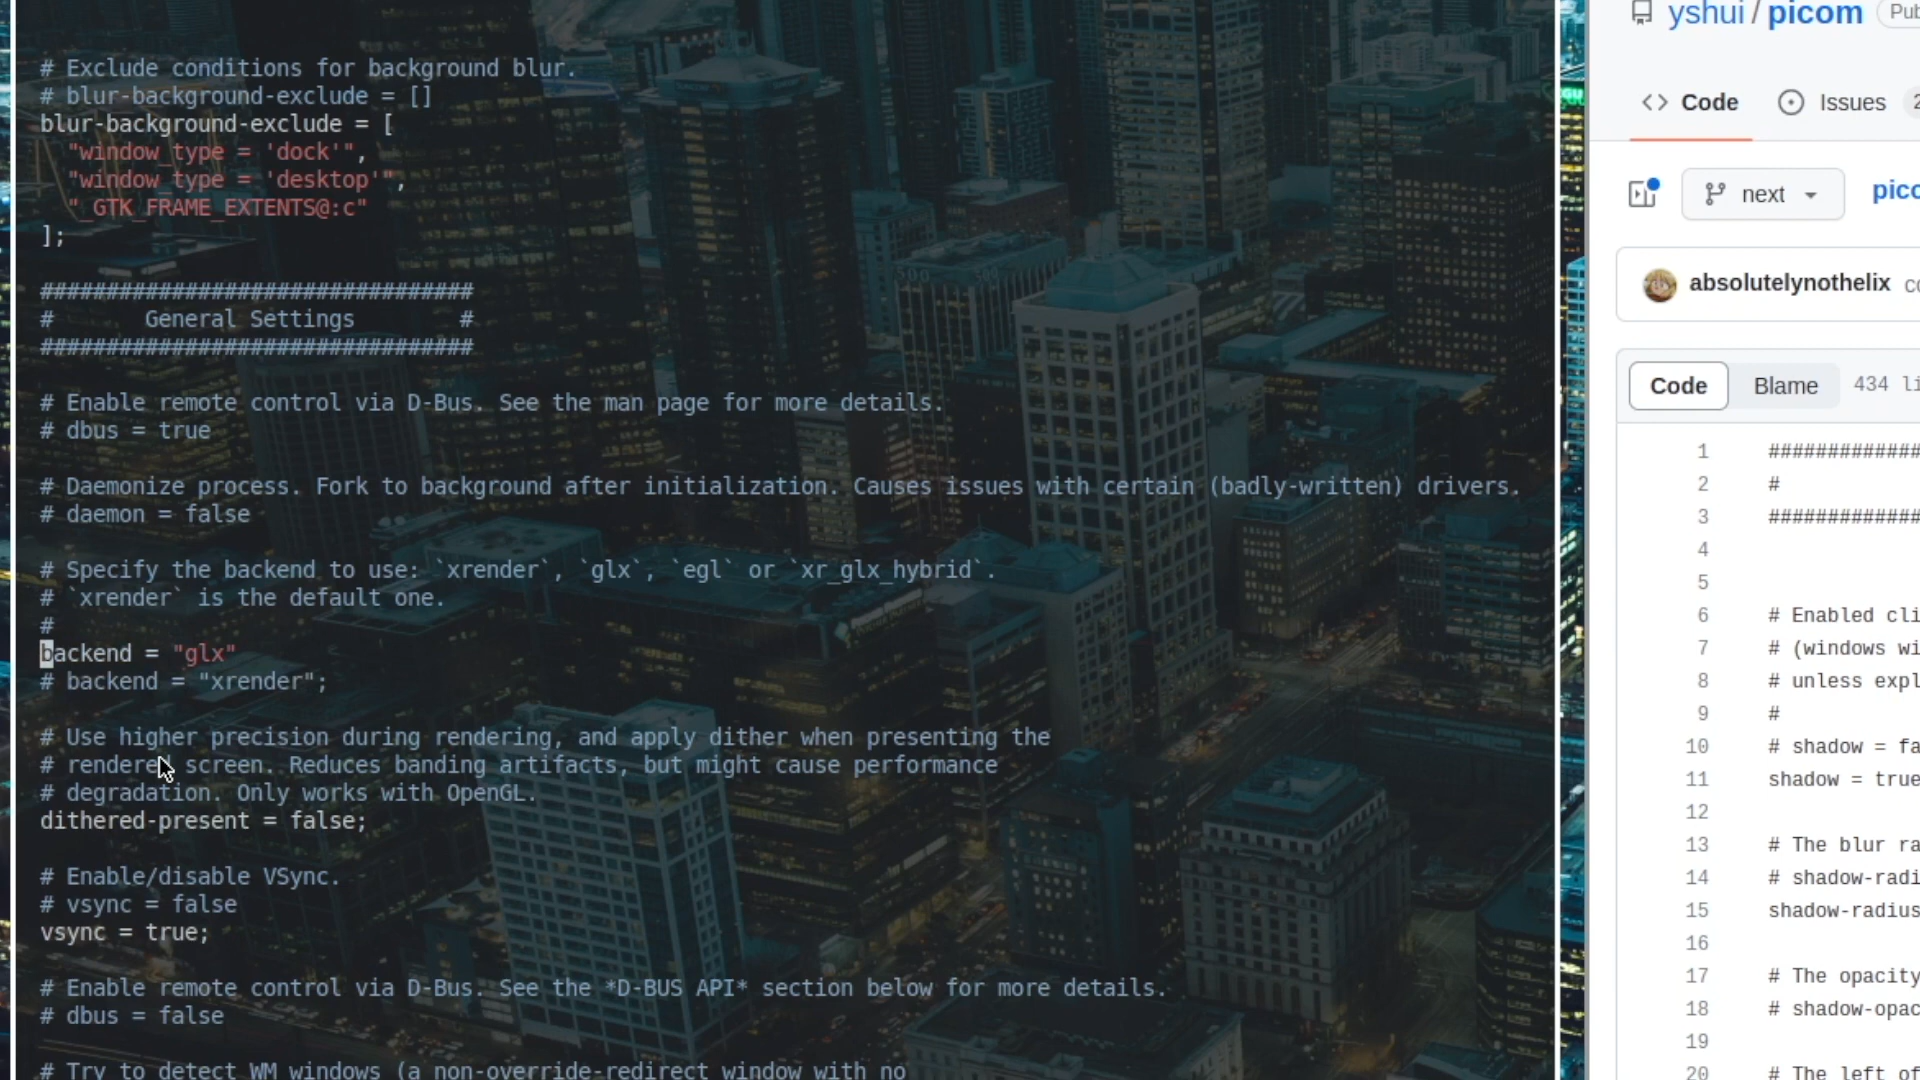 # Exclude conditions for background blur.
# blur-background-exclude = []
blur-background-exclude = [
"window_type = 'dock'",
"window_type = 'desktop'",
"_GTK_FRAME_EXTENTS@:c"
];
#################################
# General Settings #
#################################
# Enable remote control via D-Bus. See the man page for more details.
# dbus = true
# Daemonize process. Fork to background after initialization. Causes issues with certain (badly-written) drivers.
# daemon = false
# Specify the backend to use: `xrender`, `glx`, `egl` or `xr_glx_hybrid`.
# `xrender` is the default one.
#
backend = "glx"
# backend = "xrender";
# Use higher precision during rendering, and apply dither when presenting the
# rendered screen. Reduces banding artifacts, but might cause performance
# degradation. Only works with OpenGL.
dithered-present = false;
# Enable/disable VSync.
# vsync = false
vsync = true;
# Enable remote control via D-Bus. See the *D-BUS API* section below for more details.
# dbus = false
# Try to detect WM windows (a non-override-redirect window with no
yshui / picom
Code Issues
next
absolutelynothelix
Code Blame 434
1 #############
2 #
3 #############
4
5
6 # Enabled cli
7 # (windows wi
8 # unless expl
9 #
10 # shadow = fa
11 shadow = true
12
13 # The blur ra
14 # shadow-radi
15 shadow-radius
16
17 # The opacity
18 # shadow-opac
19
20 # The left of